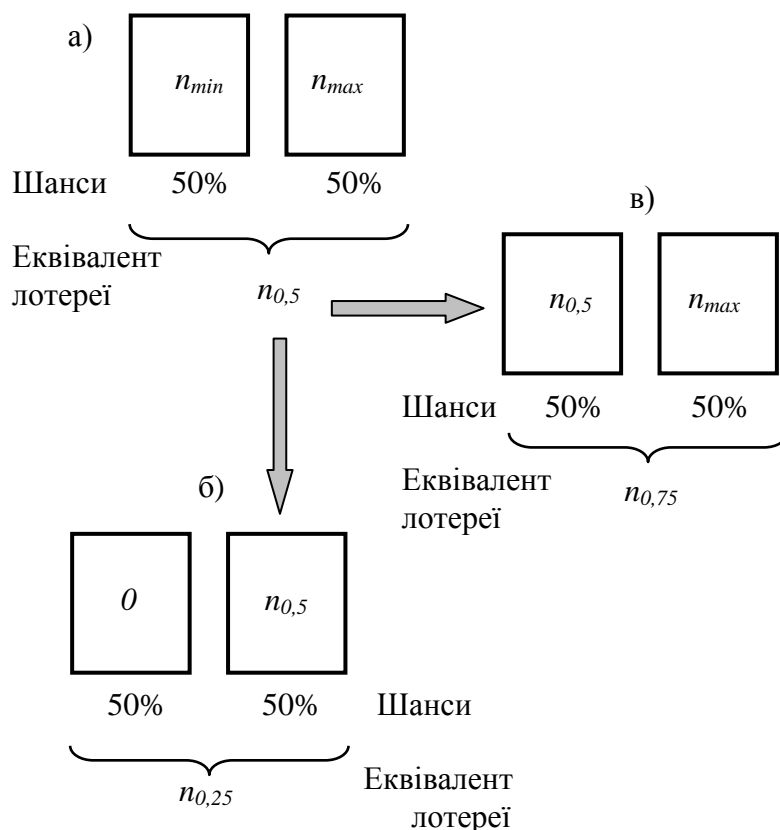 а)
n_min n_max
Шанси 50% 50%
Еквівалент
лотереї
n_0,5
в)
n_0,5 n_max
Шанси 50% 50%
Еквівалент
лотереї
n_0,75
б)
0 n_0,5
50% 50% Шанси
n_0,25
Еквівалент
лотереї